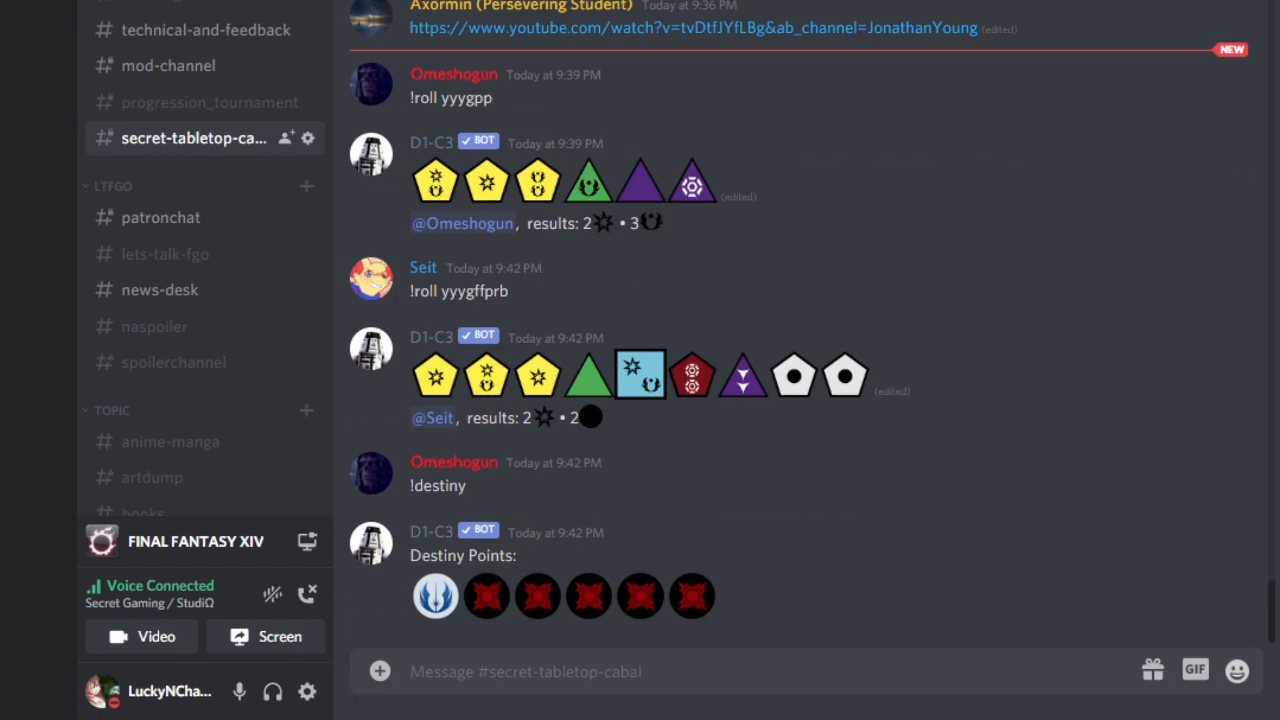 technical-and-feedback
mod-channel
progression_tournament
secret-tabletop-ca...
LTFGO
patronchat
lets-talk-fgo
news-desk
naspoiler
spoilerchannel
TOPIC
anime-manga
artdump
books
FINAL FANTASY XIV
Voice Connected
Secret Gaming / StudiΩ
Video Screen
LuckyNCha...
Axormin (Persevering Student) Today at 9:36 PM
https://www.youtube.com/watch?v=tvDtfJYfLBg&ab_channel=JonathanYoung (edited)
NEW
Omeshogun Today at 9:39 PM
!roll yyygpp
D1-C3 BOT Today at 9:39 PM
(edited)
@Omeshogun, results: 2 • 3
Seit Today at 9:42 PM
!roll yyygffprb
D1-C3 BOT Today at 9:42 PM
(edited)
@Seit, results: 2 • 2
Omeshogun Today at 9:42 PM
!destiny
D1-C3 BOT Today at 9:42 PM
Destiny Points:
Message #secret-tabletop-cabal
GIF